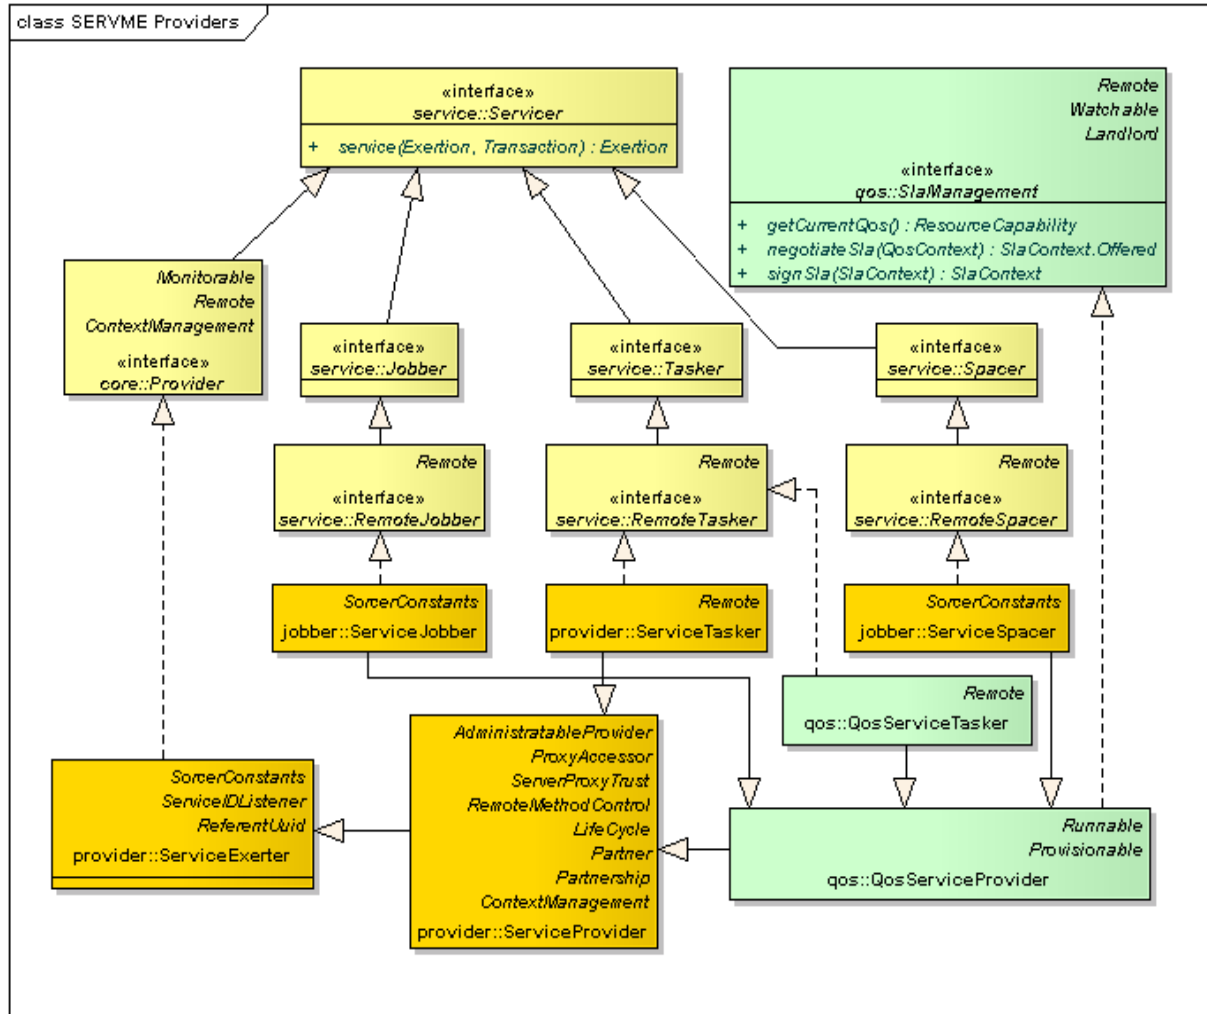 class SERVME Providers
«interface»
service::Servicer
+ service(Exertion, Transaction) : Exertion
Remote
Watchable
Landlord
«interface»
qos::SlaManagement
+ getCurrentQos() : ResourceCapability
+ negotiateSla(QosContext) : SlaContext.Offered
+ signSla(SlaContext) : SlaContext
Monitorable
Remote
ContextManagement
«interface»
core::Provider
«interface»
service::Jobber
«interface»
service::Tasker
«interface»
service::Spacer
Remote
«interface»
service::RemoteJobber
Remote
«interface»
service::RemoteTasker
Remote
«interface»
service::RemoteSpacer
SorcerConstants
jobber::ServiceJobber
Remote
provider::ServiceTasker
SorcerConstants
jobber::ServiceSpacer
Remote
qos::QosServiceTasker
SorcerConstants
ServiceIDListener
ReferentUuid
provider::ServiceExerter
AdministratableProvider
ProxyAccessor
ServerProxyTrust
RemoteMethodControl
LifeCycle
Partner
Partnership
ContextManagement
provider::ServiceProvider
Runnable
Provisionable
qos::QosServiceProvider